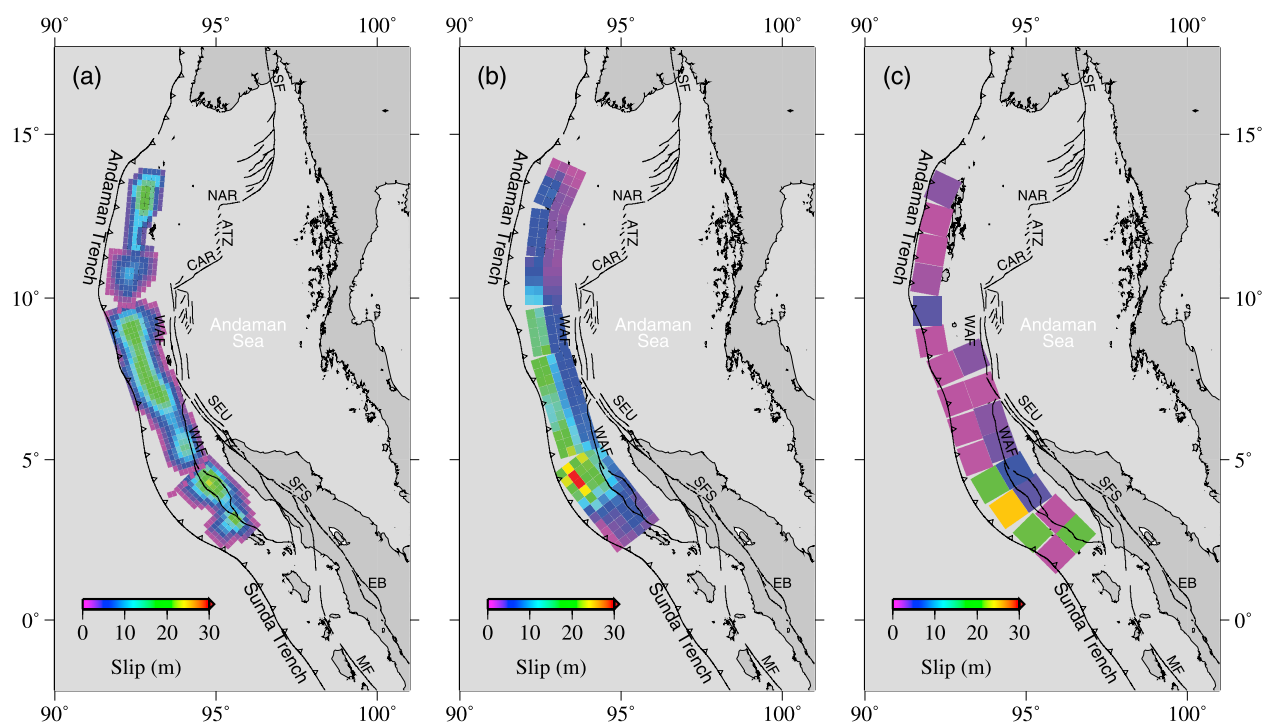 90° 95° 100° 90° 95° 100° 90° 95° 100°
(a) (b) (c)
SF SF SF
15° 15°
Andaman Trench Andaman Trench Andaman Trench
NAR NAR NAR
ATZ ATZ ATZ
CAR CAR CAR
10° 10°
WAF WAF WAF
Andaman Andaman Andaman
Sea Sea Sea
SEU SEU SEU
WAF WAF WAF
5° 5°
SFS SFS SFS
EB EB EB
Sunda Trench Sunda Trench Sunda Trench
0 10 20 30 0 10 20 30 0 10 20 30
0° 0°
Slip (m) Slip (m) Slip (m)
MF MF MF
90° 95° 100° 90° 95° 100° 90° 95° 100°